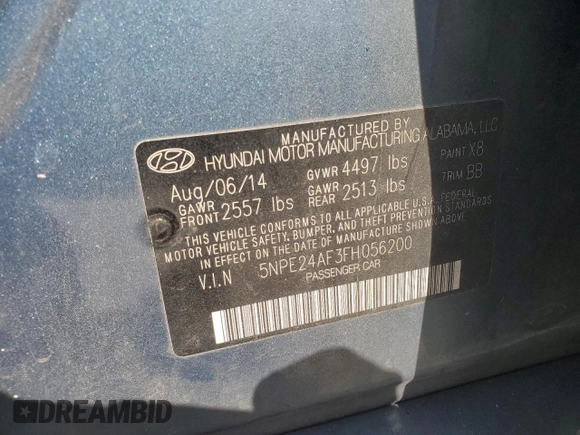 MANUFACTURED BY
HYUNDAI MOTOR MANUFACTURING ALABAMA, LLC
Aug/06/14 GVWR 4497 lbs PAINT X8
GAWR FRONT 2557 lbs GAWR REAR 2513 lbs TRIM BB
THIS VEHICLE CONFORMS TO ALL APPLICABLE U.S.A. FEDERAL
MOTOR VEHICLE SAFETY, BUMPER, AND THEFT PREVENTION STANDARDS
IN EFFECT ON THE DATE OF MANUFACTURE SHOWN ABOVE.
V.I.N 5NPE24AF3FH056200
PASSENGER CAR
DREAMBID